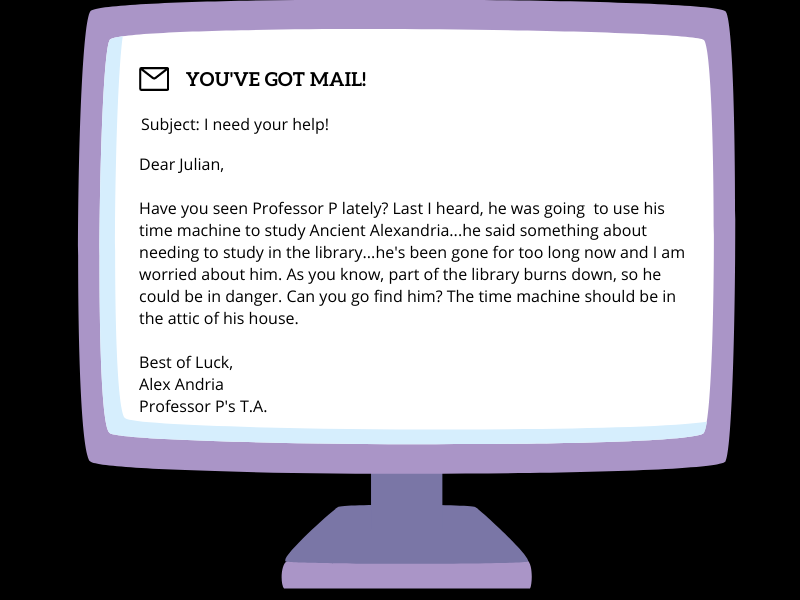 YOU'VE GOT MAIL!
Subject: I need your help!
Dear Julian,
Have you seen Professor P lately? Last I heard, he was going  to use his
time machine to study Ancient Alexandria...he said something about
needing to study in the library...he's been gone for too long now and I am
worried about him. As you know, part of the library burns down, so he
could be in danger. Can you go find him? The time machine should be in
the attic of his house.
Best of Luck,
Alex Andria
Professor P's T.A.